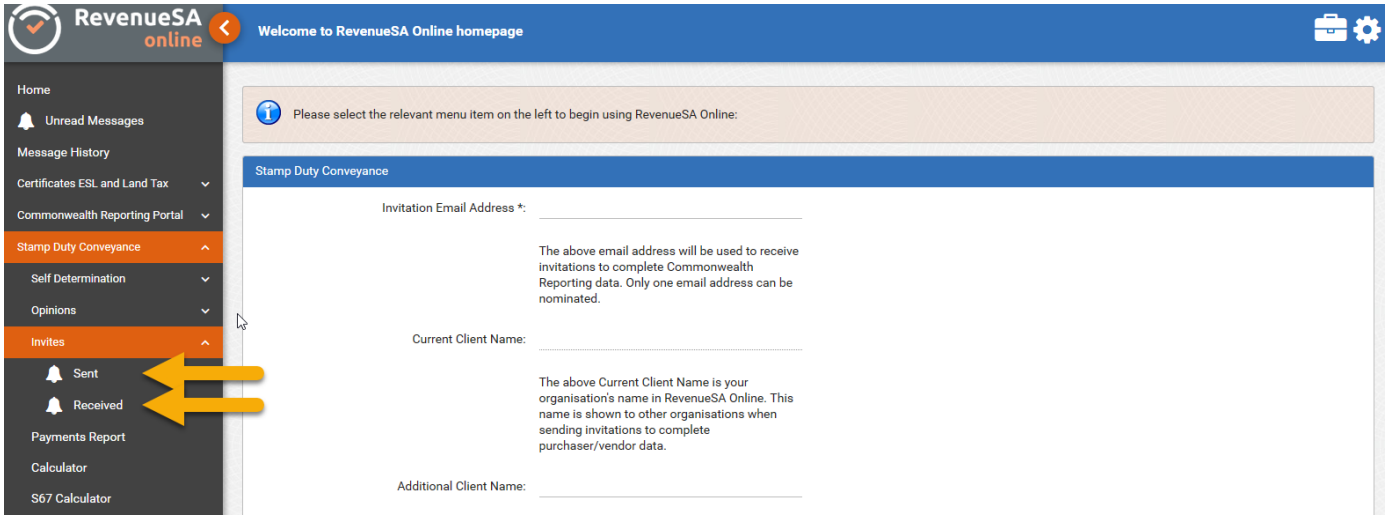 RevenueSA
online
Welcome to RevenueSA Online homepage
Home
Unread Messages
Message History
Certificates ESL and Land Tax
Commonwealth Reporting Portal
Stamp Duty Conveyance
Self Determination
Opinions
Invites
Sent
Received
Payments Report
Calculator
S67 Calculator
Please select the relevant menu item on the left to begin using RevenueSA Online:
Stamp Duty Conveyance
Invitation Email Address *:
The above email address will be used to receive
invitations to complete Commonwealth
Reporting data. Only one email address can be
nominated.
Current Client Name:
The above Current Client Name is your
organisation's name in RevenueSA Online. This
name is shown to other organisations when
sending invitations to complete
purchaser/vendor data.
Additional Client Name: